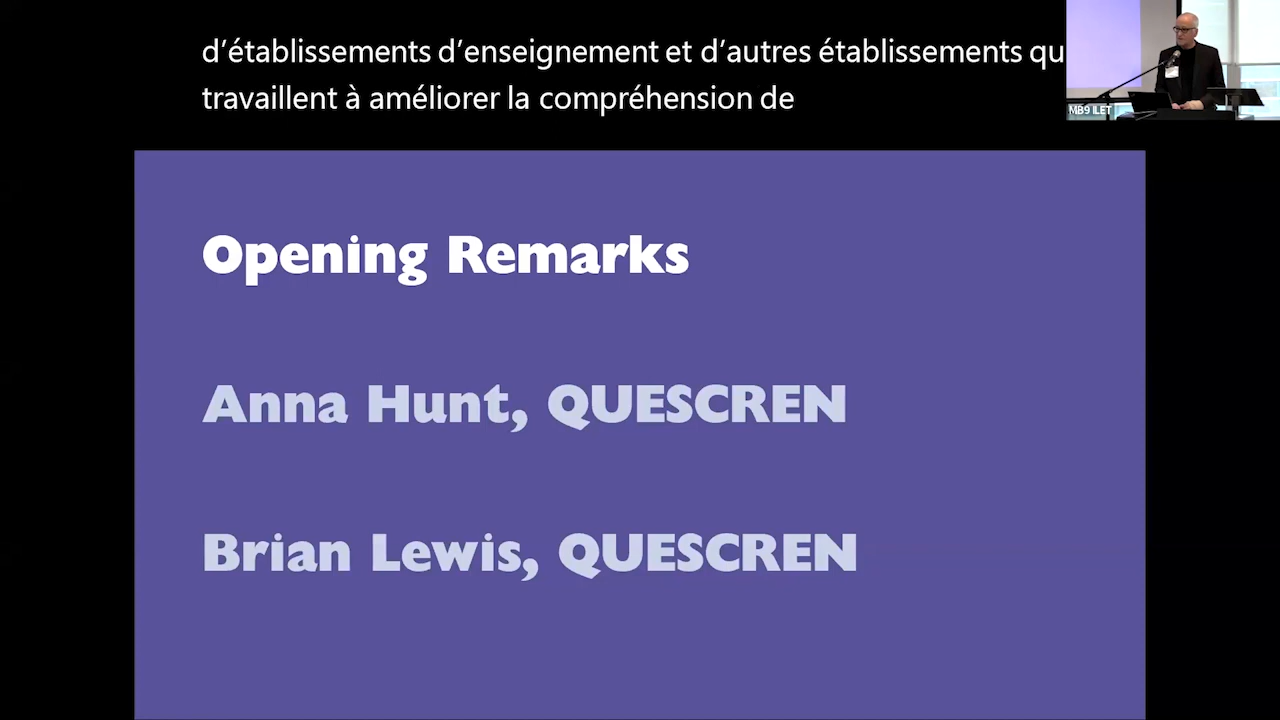 d’établissements d’enseignement et d’autres établissements qu
travaillent à améliorer la compréhension de
MB9 ILET
Opening Remarks
Anna Hunt, QUESCREN
Brian Lewis, QUESCREN